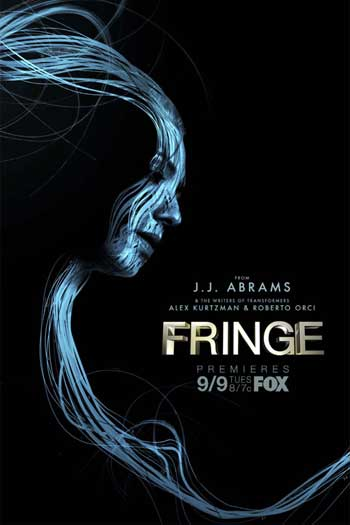 FROM
J.J. ABRAMS
& THE WRITERS OF TRANSFORMERS
ALEX KURTZMAN & ROBERTO ORCI
FRINGE
PREMIERES
9/9 TUES 8/7c FOX